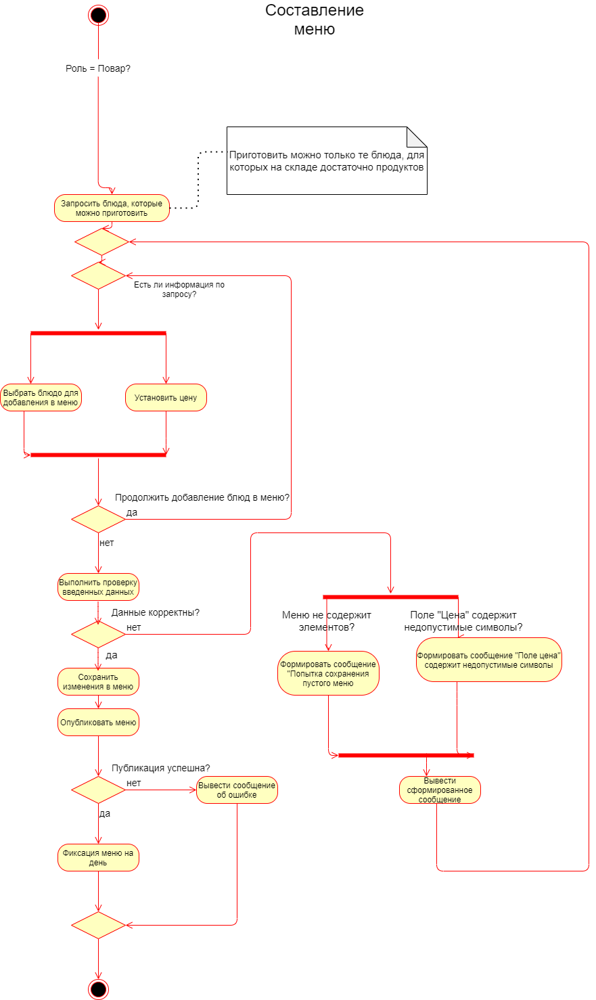 Составление
меню
Роль = Повар?
Приготовить можно только те блюда, для
которых на складе достаточно продуктов
Запросить блюда, которые
можно приготовить
Есть ли информация по
запросу?
Выбрать блюдо для
добавления в меню
Установить цену
Продолжить добавление блюд в меню?
да
нет
Выполнить проверку
введенных данных
Данные корректны?
нет
Меню не содержит
элементов?
Поле "Цена" содержит
недопустимые символы?
да
Формировать сообщение
"Попытка сохранения
пустого меню
Формировать сообщение "Поле цена"
содержит недопустимые символы
Сохранить
изменения в меню
Опубликовать меню
Публикация успешна?
нет
Вывести сообщение
об ошибке
Вывести
сформированное
сообщение
да
Фиксация меню на
день